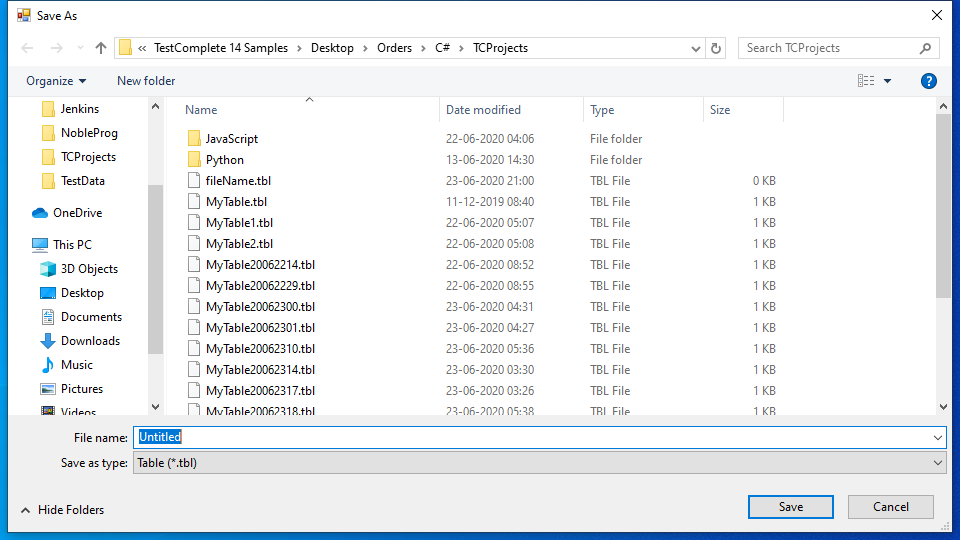 Save As
« TestComplete 14 Samples > Desktop > Orders > C# > TCProjects
Search TCProjects
Organize
New folder
?
Jenkins
NobleProg
TCProjects
TestData
OneDrive
This PC
3D Objects
Desktop
Documents
Downloads
Music
Pictures
Videos
Name Date modified Type Size
JavaScript 22-06-2020 04:06 File folder
Python 13-06-2020 14:30 File folder
fileName.tbl 23-06-2020 21:00 TBL File 0 KB
MyTable.tbl 11-12-2019 08:40 TBL File 1 KB
MyTable1.tbl 22-06-2020 05:07 TBL File 1 KB
MyTable2.tbl 22-06-2020 05:08 TBL File 1 KB
MyTable20062214.tbl 22-06-2020 08:52 TBL File 1 KB
MyTable20062229.tbl 22-06-2020 08:55 TBL File 1 KB
MyTable20062300.tbl 23-06-2020 04:31 TBL File 1 KB
MyTable20062301.tbl 23-06-2020 04:27 TBL File 1 KB
MyTable20062310.tbl 23-06-2020 05:36 TBL File 1 KB
MyTable20062314.tbl 23-06-2020 03:30 TBL File 1 KB
MyTable20062317.tbl 23-06-2020 03:26 TBL File 1 KB
MyTable20062318.tbl 23-06-2020 05:38 TBL File 1 KB
File name: Untitled
Save as type: Table (*.tbl)
Hide Folders
Save
Cancel